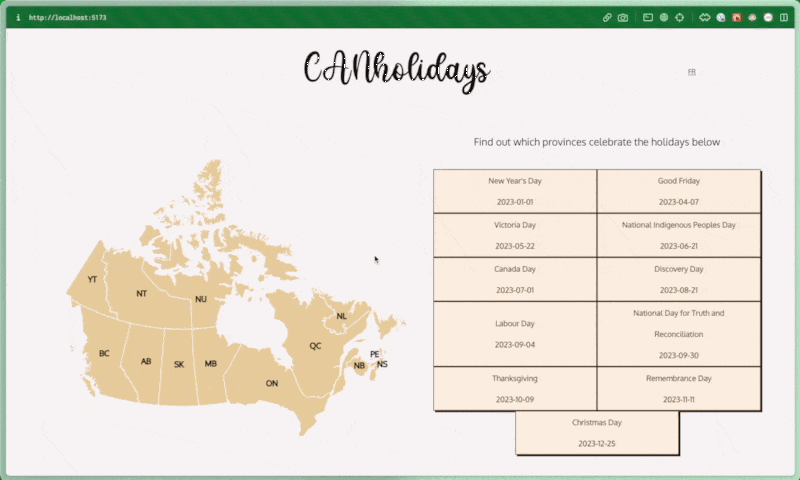 http://localhost:5173
CANholidays
FR
Find out which provinces celebrate the holidays below
New Year's Day
2023-01-01
Good Friday
2023-04-07
Victoria Day
2023-05-22
National Indigenous Peoples Day
2023-06-21
Canada Day
2023-07-01
Discovery Day
2023-08-21
Labour Day
2023-09-04
National Day for Truth and
Reconciliation
2023-09-30
Thanksgiving
2023-10-09
Remembrance Day
2023-11-11
Christmas Day
2023-12-25
YT
NT
NU
BC
AB
SK
MB
ON
QC
NL
NB
PE
NS